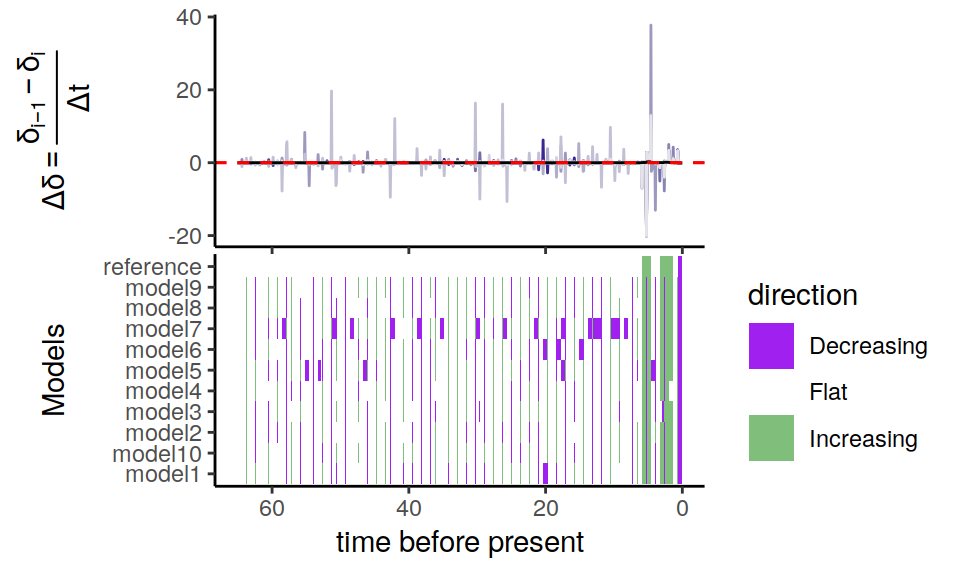 40
20
0
-20
Δδ = (δi−1 − δi) / Δt
reference
model9
model8
model7
model6
model5
model4
model3
model2
model10
model1
Models
60 40 20 0
time before present
direction
Decreasing
Flat
Increasing